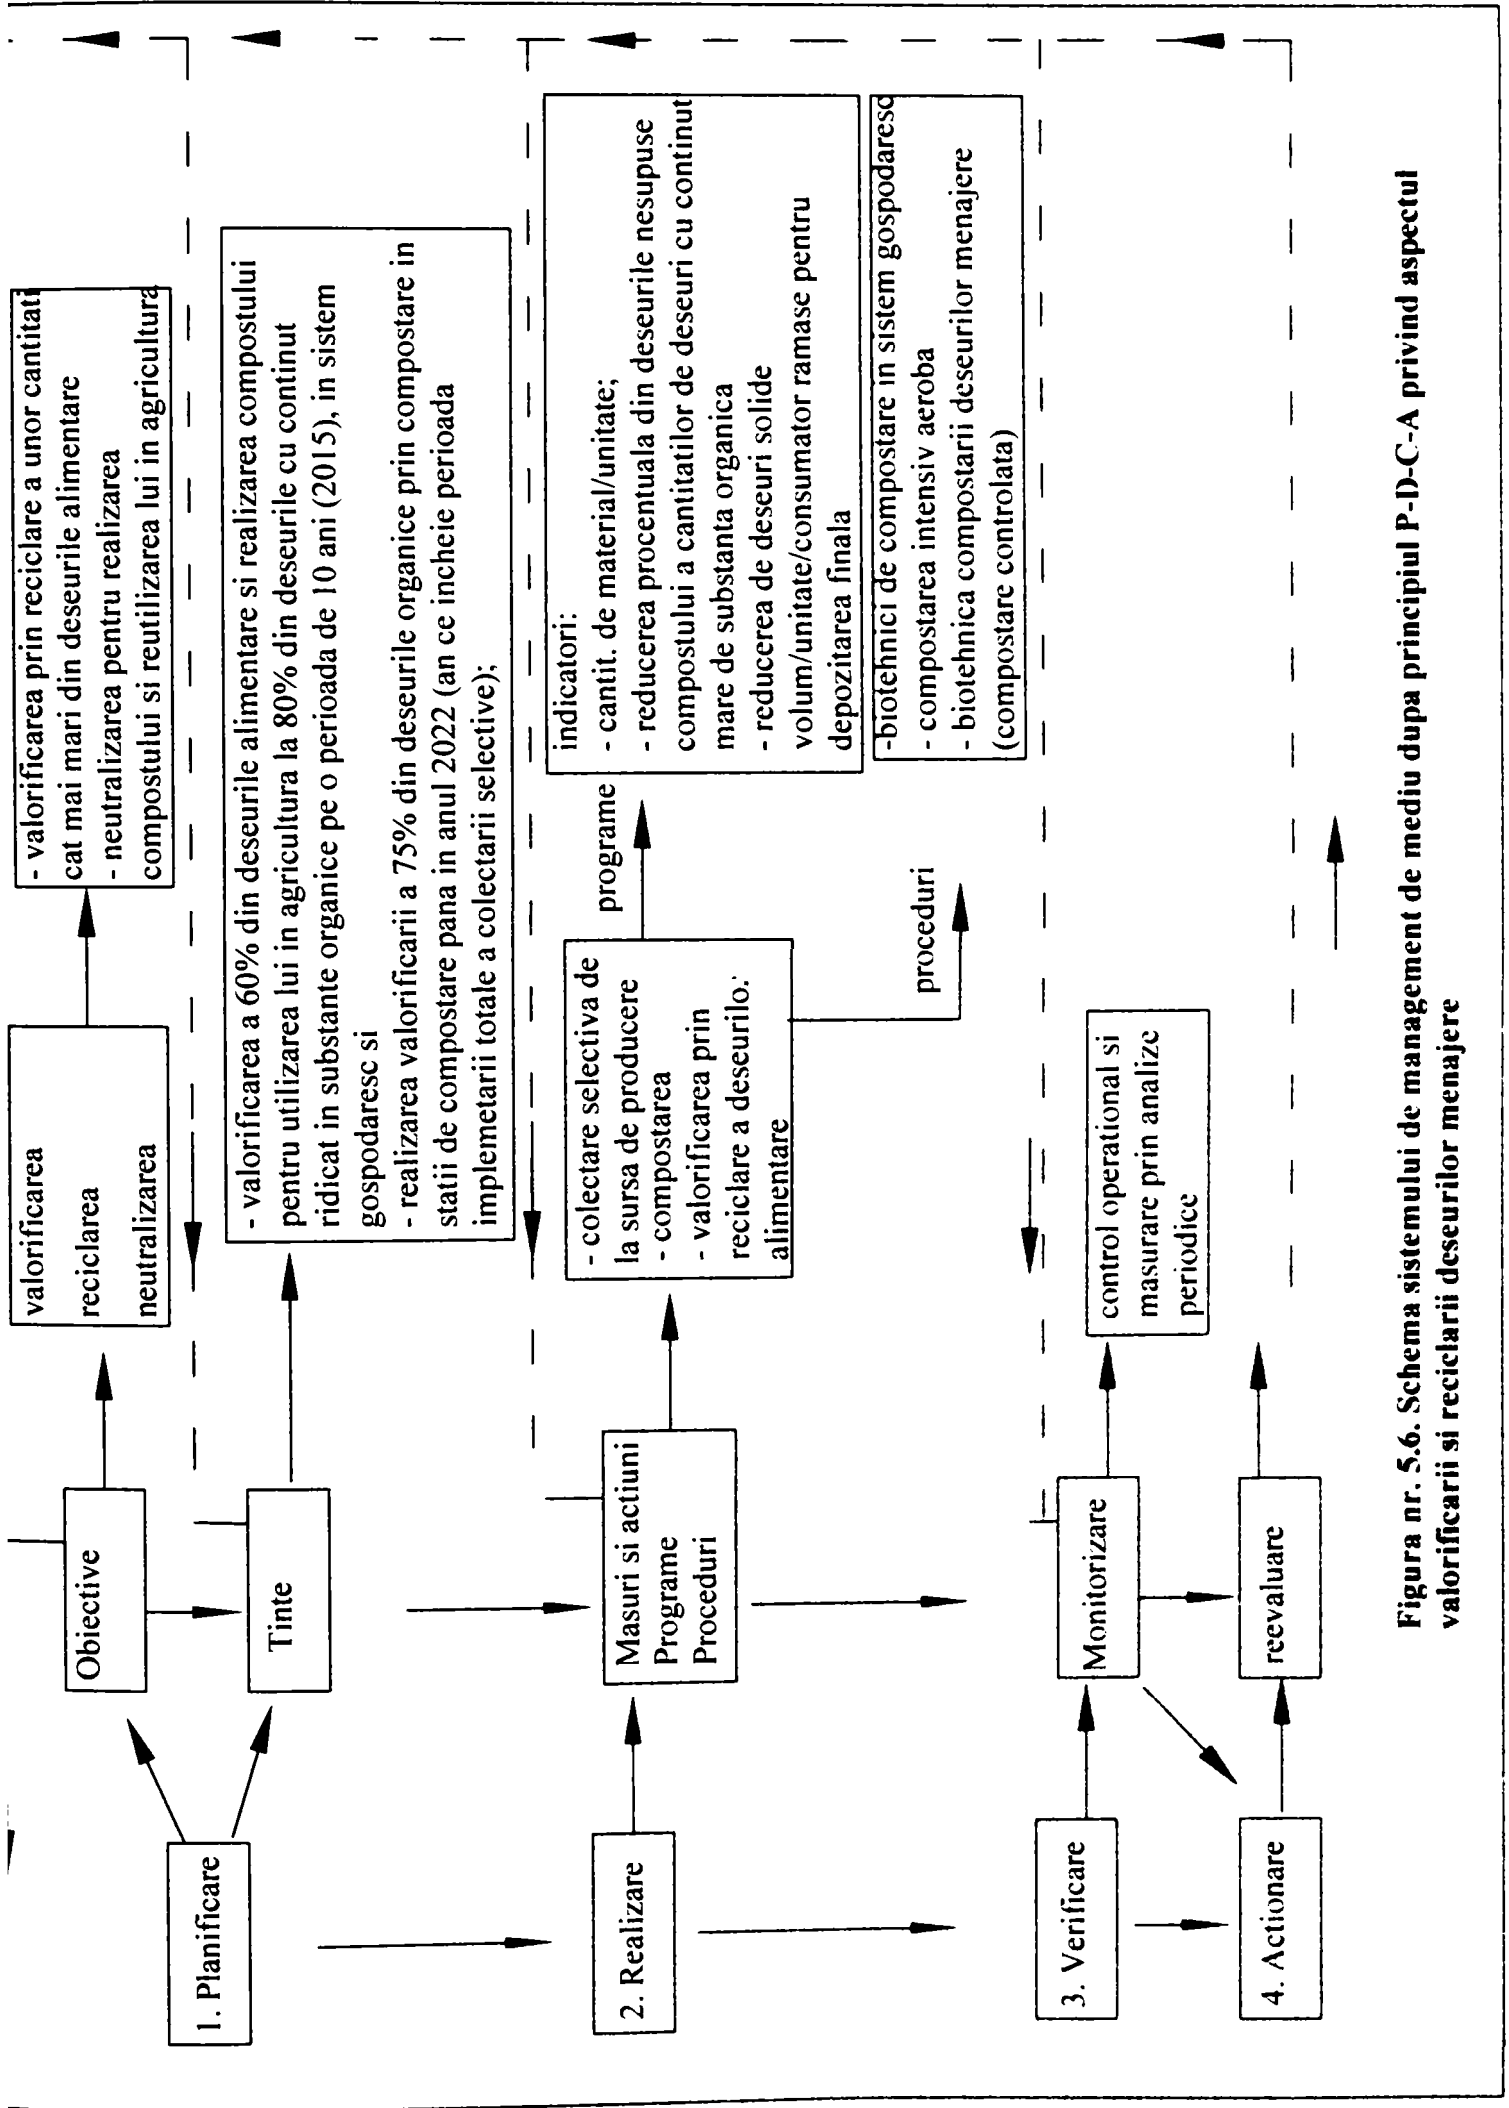 1. Planificare
Obiective
valorificarea
reciclarea
neutralizarea
- valorificarea prin reciclare a unor cantitati
cat mai mari din deseurile alimentare
- neutralizarea pentru realizarea
compostului si reutilizarea lui in agricultura
Tinte
- valorificarea a 60% din deseurile alimentare si realizarea compostului
pentru utilizarea lui in agricultura la 80% din deseurile cu continut
ridicat in substante organice pe o perioada de 10 ani (2015), in sistem
gospodaresc si
- realizarea valorificarii a 75% din deseurile organice prin compostare in
statii de compostare pana in anul 2022 (an ce incheie perioada
implemetarii totale a colectarii selective);
2. Realizare
Masuri si actiuni
Programe
Proceduri
- colectare selectiva de
la sursa de producere
- compostarea
- valorificarea prin
reciclare a deseurilo.
alimentare
programe
indicatori:
- cantit. de material/unitate;
- reducerea procentuala din deseurile nesupuse
compostului a cantitatilor de deseuri cu continut
mare de substanta organica
- reducerea de deseuri solide
volum/unitate/consumator ramase pentru
depozitarea finala
proceduri
-biotehnici de compostare in sistem gospodaresc
- compostarea intensiv aeroba
- biotehnica compostarii deseurilor menajere
(compostare controlata)
3. Verificare
Monitorizare
control operational si
masurare prin analize
periodice
4. Actionare
reevaluare
Figura nr. 5.6. Schema sistemului de management de mediu dupa principiul P-D-C-A privind aspectul
valorificarii si reciclarii deseurilor menajere